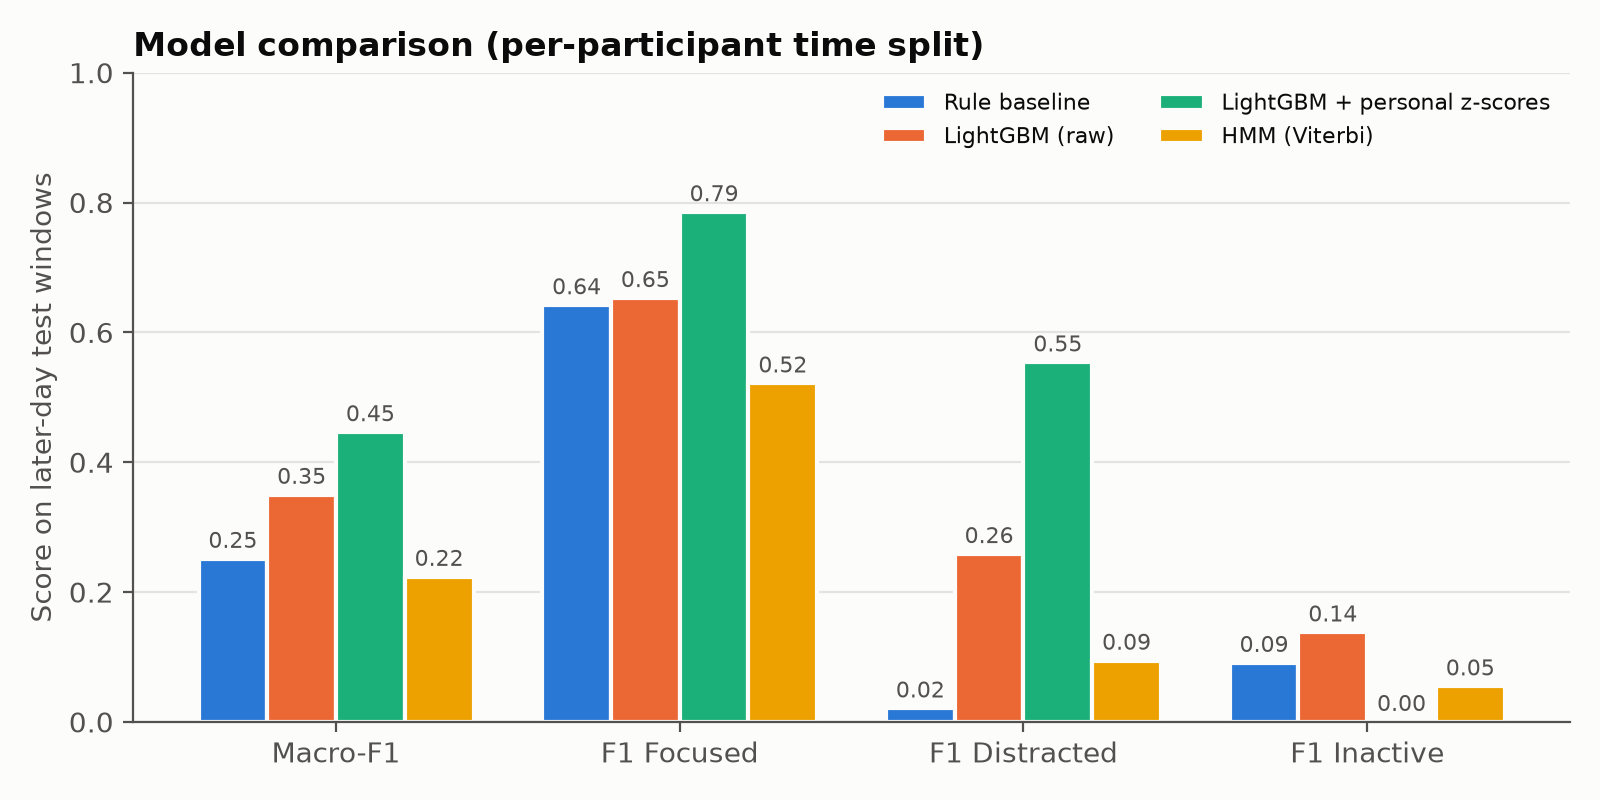 Model comparison (per-participant time split)
Rule baseline
LightGBM (raw)
LightGBM + personal z-scores
HMM (Viterbi)
Score on later-day test windows
1.0
0.8
0.6
0.4
0.2
0.0
0.25
0.35
0.45
0.22
0.64
0.65
0.79
0.52
0.02
0.26
0.55
0.09
0.09
0.14
0.00
0.05
Macro-F1
F1 Focused
F1 Distracted
F1 Inactive